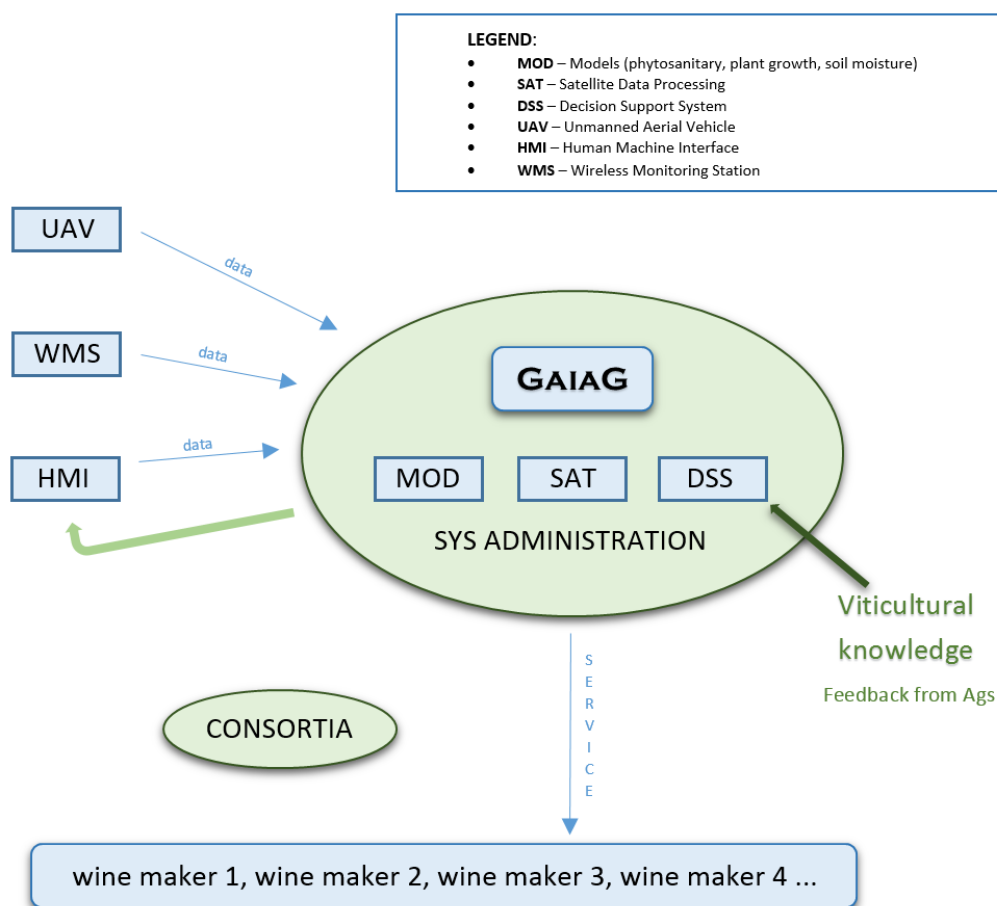 LEGEND:
• MOD – Models (phytosanitary, plant growth, soil moisture)
• SAT – Satellite Data Processing
• DSS – Decision Support System
• UAV – Unmanned Aerial Vehicle
• HMI – Human Machine Interface
• WMS – Wireless Monitoring Station
UAV
data
WMS
data
GAIAG
HMI
data
MOD
SAT
DSS
SYS ADMINISTRATION
Viticultural
knowledge
Feedback from Ags
SERVICE
CONSORTIA
wine maker 1, wine maker 2, wine maker 3, wine maker 4 ...